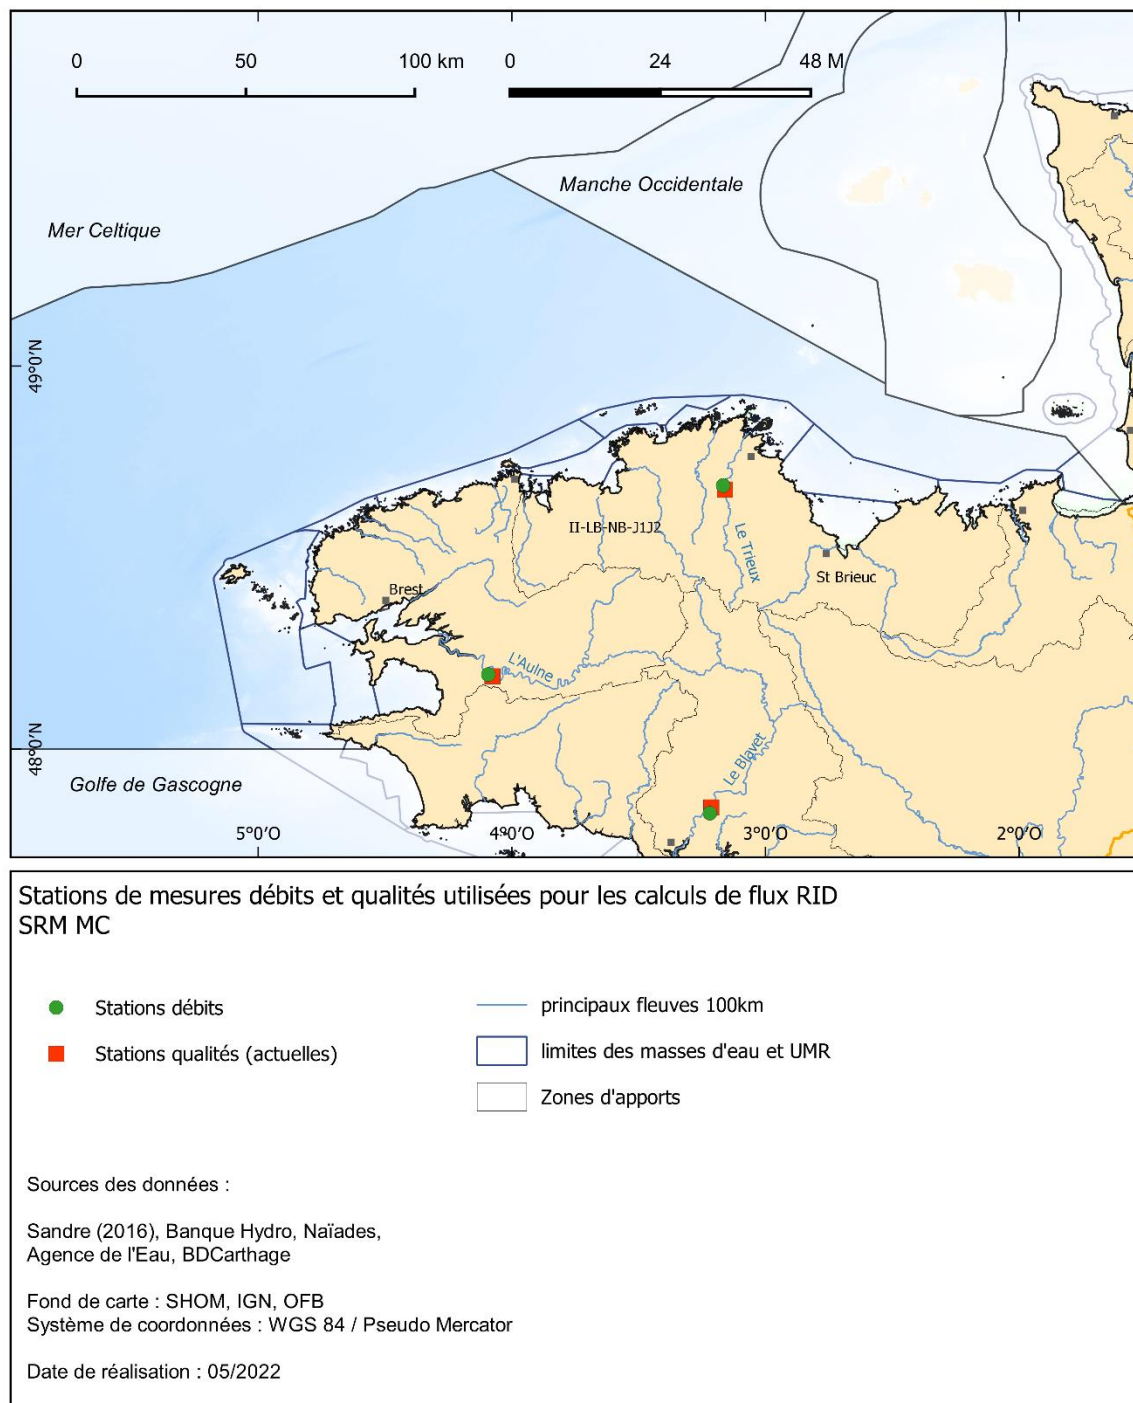 0 50 100 km 0 24 48 M
Manche Occidentale
Mer Celtique
49°0'N
II-LB-NB-J1J2
Le Trieux
St Brieuc
Brest
L'Aulne
48°0'N
Le Blavet
Golfe de Gascogne
5°0'O 4°0'O 3°0'O 2°0'O
Stations de mesures débits et qualités utilisées pour les calculs de flux RID
SRM MC
Stations débits
Stations qualités (actuelles)
principaux fleuves 100km
limites des masses d'eau et UMR
Zones d'apports
Sources des données :
Sandre (2016), Banque Hydro, Naïades,
Agence de l'Eau, BDCarthage
Fond de carte : SHOM, IGN, OFB
Système de coordonnées : WGS 84 / Pseudo Mercator
Date de réalisation : 05/2022